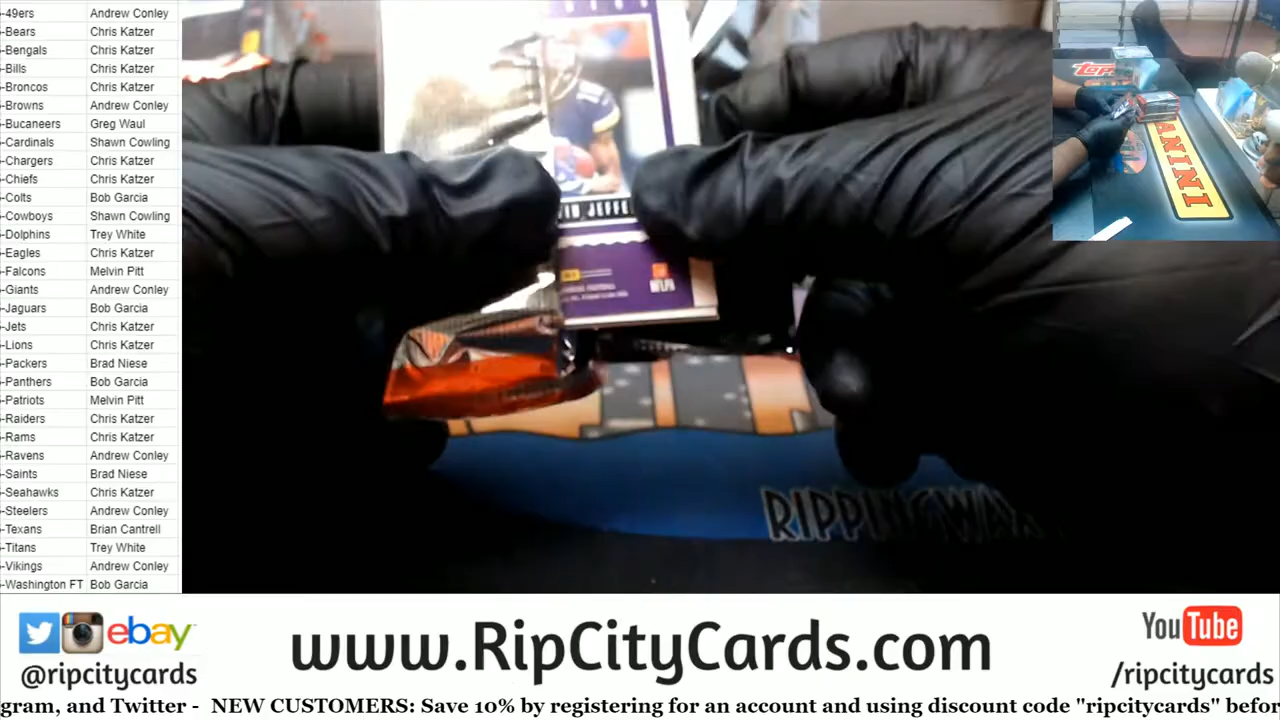 -49ers Andrew Conley
-Bears Chris Katzer
-Bengals Chris Katzer
-Bills Chris Katzer
-Broncos Chris Katzer
-Browns Andrew Conley
-Bucaneers Greg Waul
-Cardinals Shawn Cowling
-Chargers Chris Katzer
-Chiefs Chris Katzer
-Colts Bob Garcia
-Cowboys Shawn Cowling
-Dolphins Trey White
-Eagles Chris Katzer
-Falcons Melvin Pitt
-Giants Andrew Conley
-Jaguars Bob Garcia
-Jets Chris Katzer
-Lions Chris Katzer
-Packers Brad Niese
-Panthers Bob Garcia
-Patriots Melvin Pitt
-Raiders Chris Katzer
-Rams Chris Katzer
-Ravens Andrew Conley
-Saints Brad Niese
-Seahawks Chris Katzer
-Steelers Andrew Conley
-Texans Brian Cantrell
-Titans Trey White
-Vikings Andrew Conley
-Washington FT Bob Garcia
JEFFE
NFLPA
RIPPINGWAX
TOPPS
PANINI
ebay
@ripcitycards
www.RipCityCards.com
YouTube
/ripcitycards
gram, and Twitter - NEW CUSTOMERS: Save 10% by registering for an account and using discount code "ripcitycards" befor